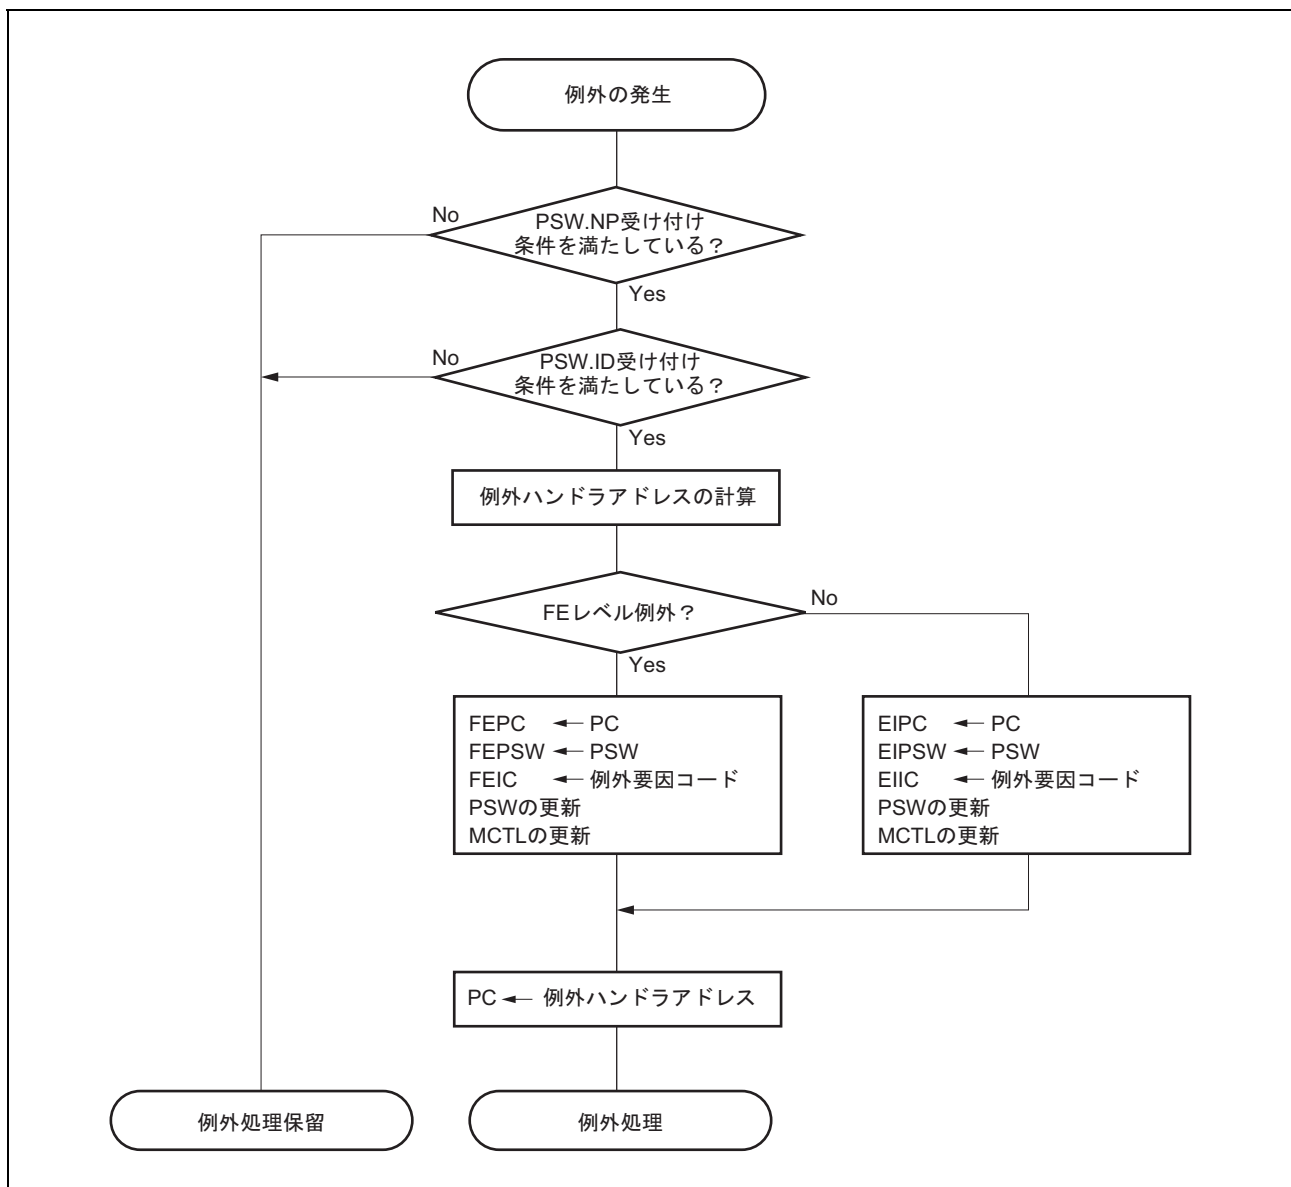 例外の発生
No
PSW.NP受け付け
条件を満たしている？
Yes
No
PSW.ID受け付け
条件を満たしている？
Yes
例外ハンドラアドレスの計算
FEレベル例外？
No
Yes
FEPC ← PC
FEPSW ← PSW
FEIC ← 例外要因コード
PSWの更新
MCTLの更新
EIPC ← PC
EIPSW ← PSW
EIIC ← 例外要因コード
PSWの更新
MCTLの更新
PC ← 例外ハンドラアドレス
例外処理保留
例外処理